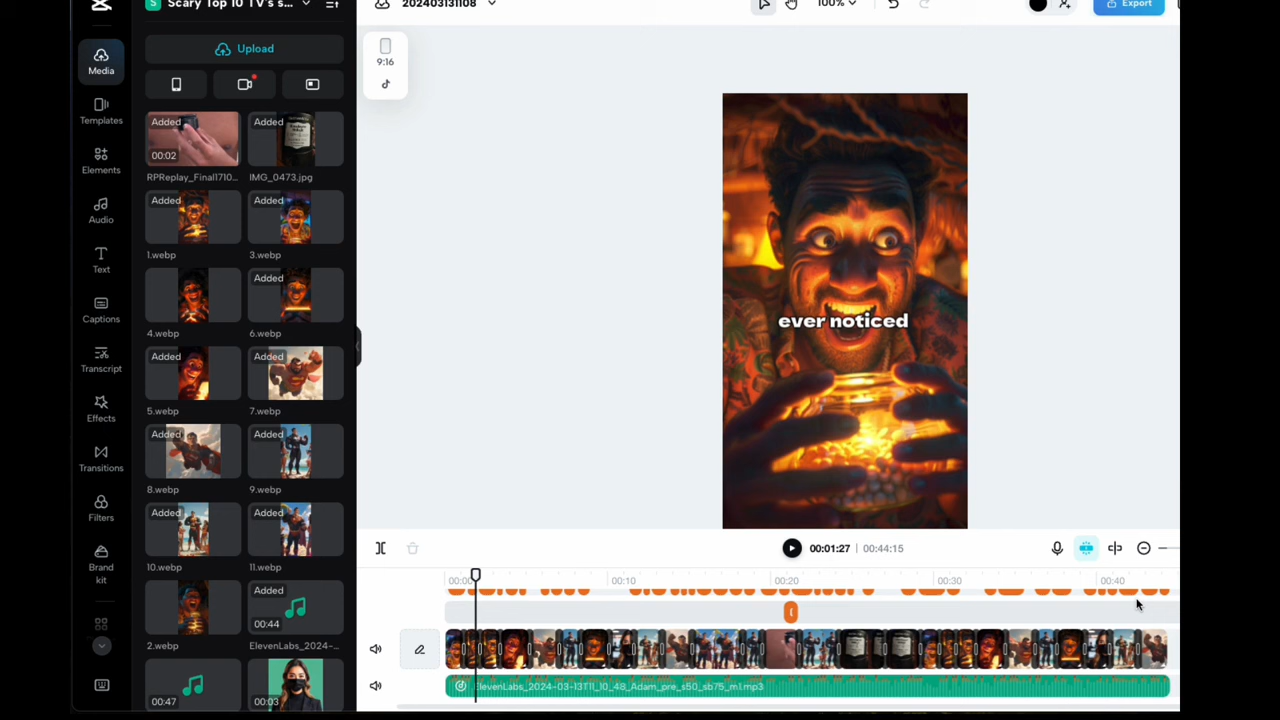 S Scary Top 10 TV's s...
202403131108
100%
Export
Upload
9:16
Media
Templates
Elements
Audio
Text
Captions
Transcript
Effects
Transitions
Filters
Brand
kit
Added
00:02
RPReplay_Final1710...
Added
IMG_0473.jpg
Added
1.webp
Added
3.webp
4.webp
Added
6.webp
Added
5.webp
Added
7.webp
Added
8.webp
Added
9.webp
Added
10.webp
Added
11.webp
2.webp
Added
00:44
ElevenLabs_2024-...
00:47
00:03
ever noticed
00:01:27 | 00:44:15
00:00
00:10
00:20
00:30
00:40
ElevenLabs_2024-03-13T11_10_48_Adam_pre_s50_sb75_m1.mp3